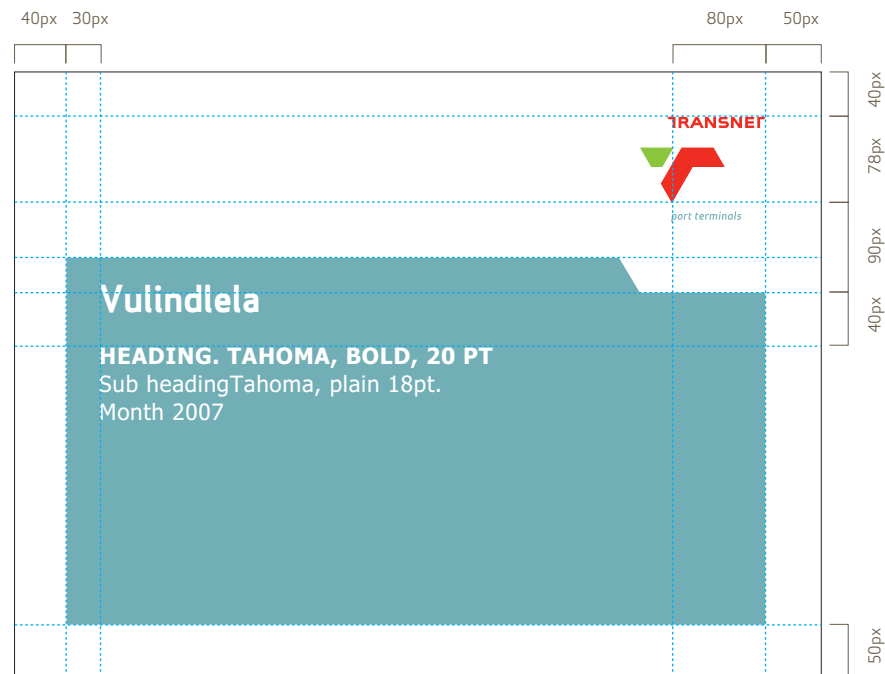 40px 30px 80px 50px
40px
TRANSNET
78px
port terminals
90px
Vulindlela
40px
HEADING. TAHOMA, BOLD, 20 PT
Sub headingTahoma, plain 18pt.
Month 2007
50px